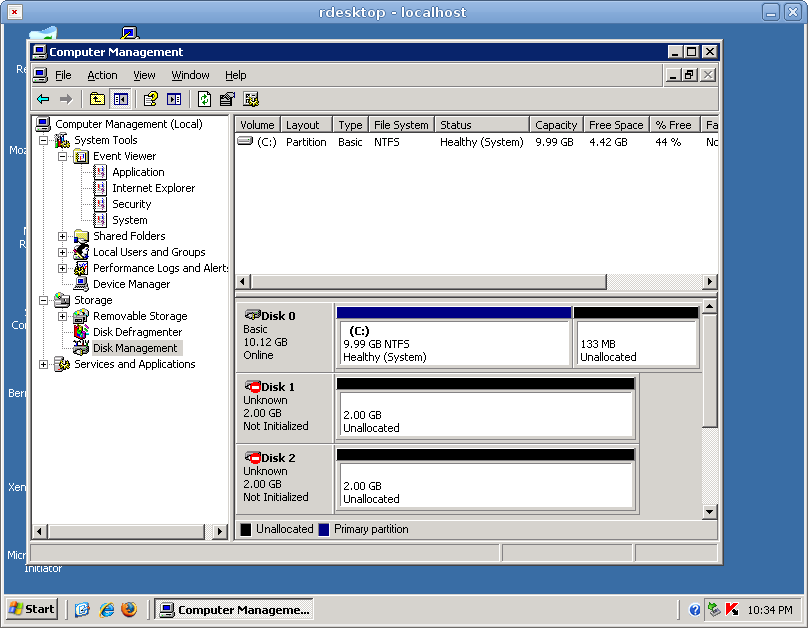 rdesktop - localhost
Computer Management
File Action View Window Help
Computer Management (Local)
System Tools
Event Viewer
Application
Internet Explorer
Security
System
Shared Folders
Local Users and Groups
Performance Logs and Alerts
Device Manager
Storage
Removable Storage
Disk Defragmenter
Disk Management
Services and Applications
Volume Layout Type File System Status Capacity Free Space % Free Fa
(C:) Partition Basic NTFS Healthy (System) 9.99 GB 4.42 GB 44 % No
Disk 0
Basic
10.12 GB
Online
(C:)
9.99 GB NTFS
Healthy (System)
133 MB
Unallocated
Disk 1
Unknown
2.00 GB
Not Initialized
2.00 GB
Unallocated
Disk 2
Unknown
2.00 GB
Not Initialized
2.00 GB
Unallocated
Unallocated Primary partition
Re
Moz
R
Co
Bern
Xen
Micr
Initiator
Start
Computer Manageme...
10:34 PM